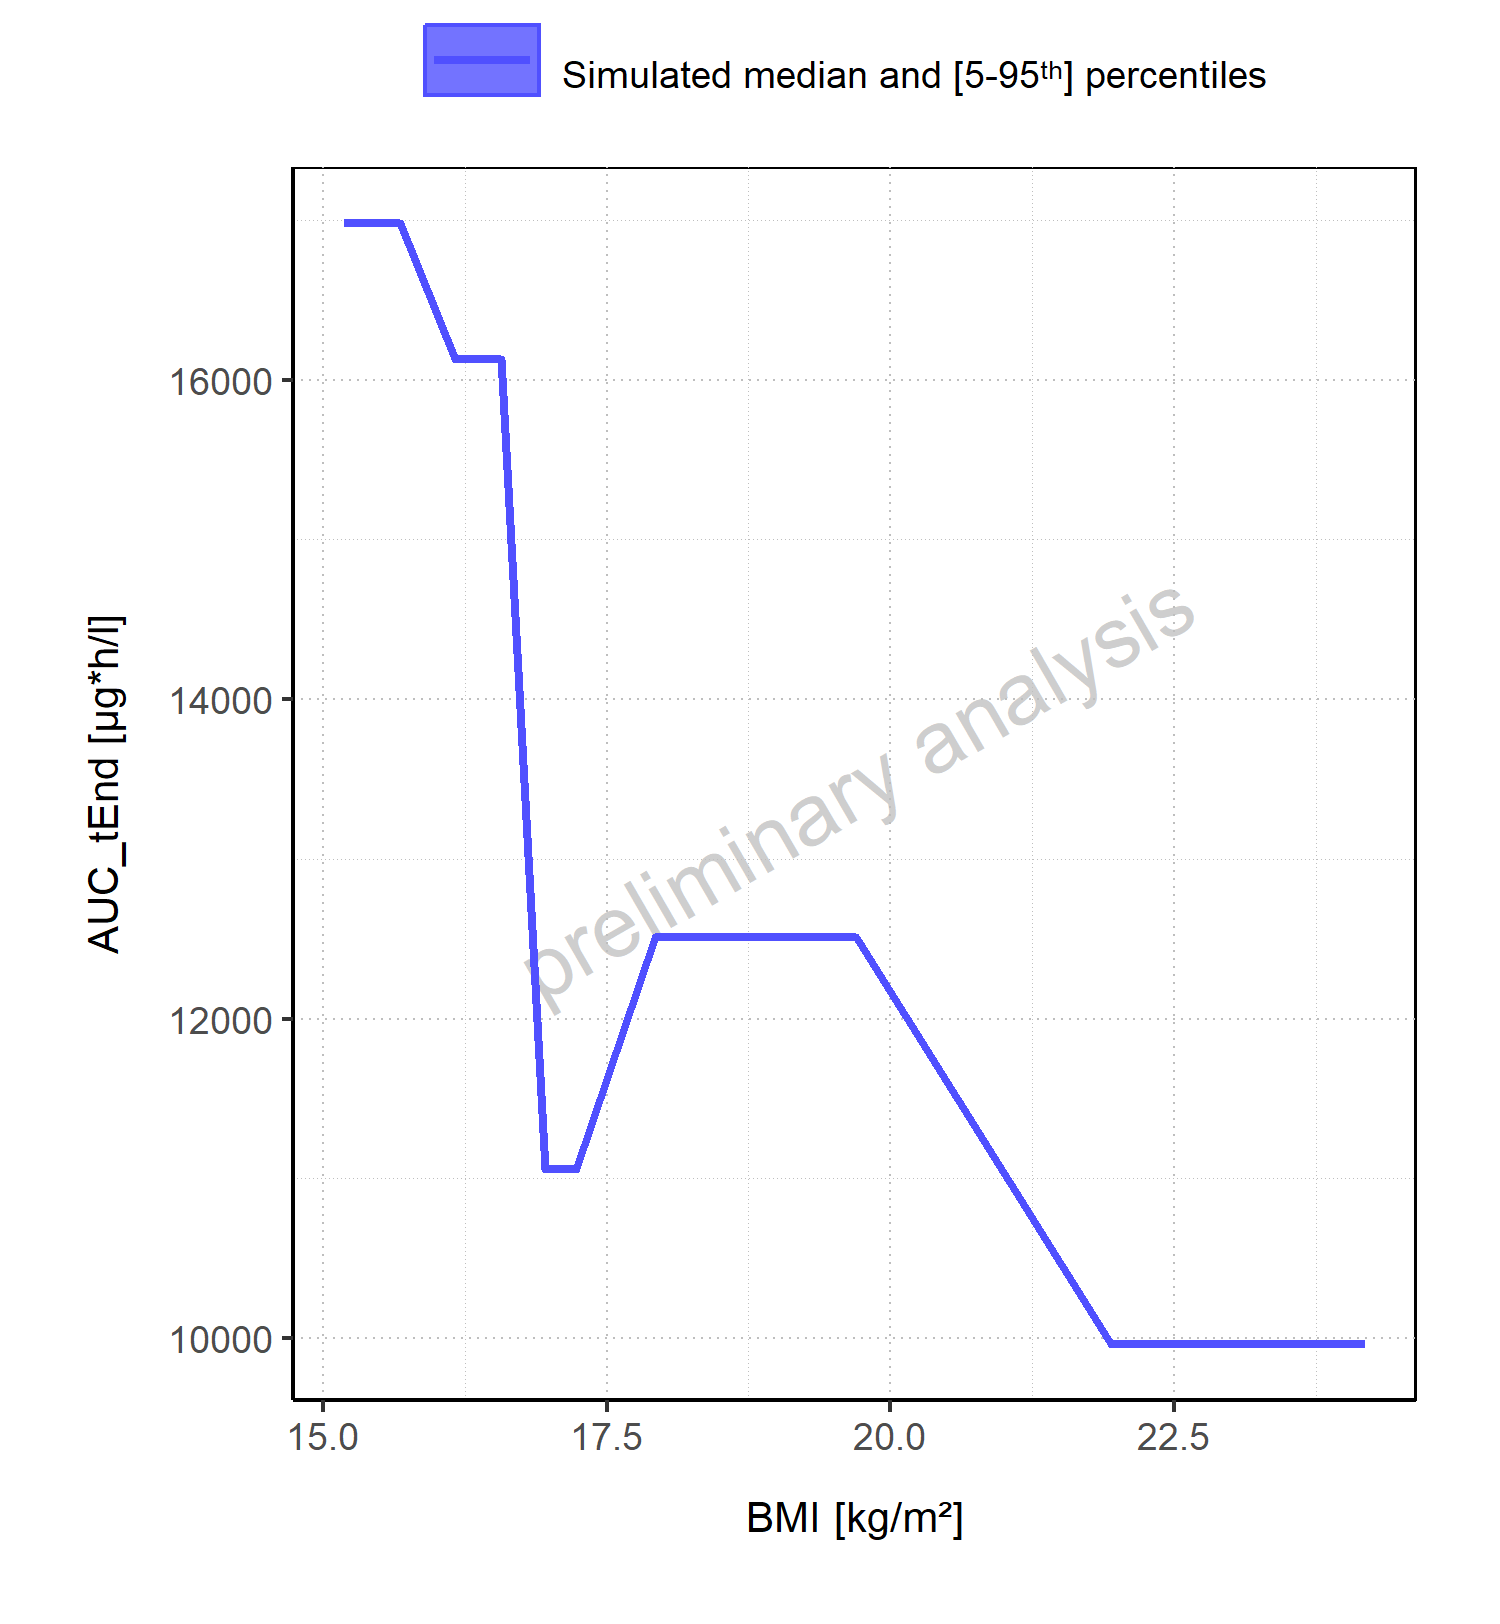 Simulated median and [5-95ᵗʰ] percentiles
16000
14000
12000
10000
AUC_tEnd [µg*h/l]
preliminary analysis
15.0 17.5 20.0 22.5
BMI [kg/m²]